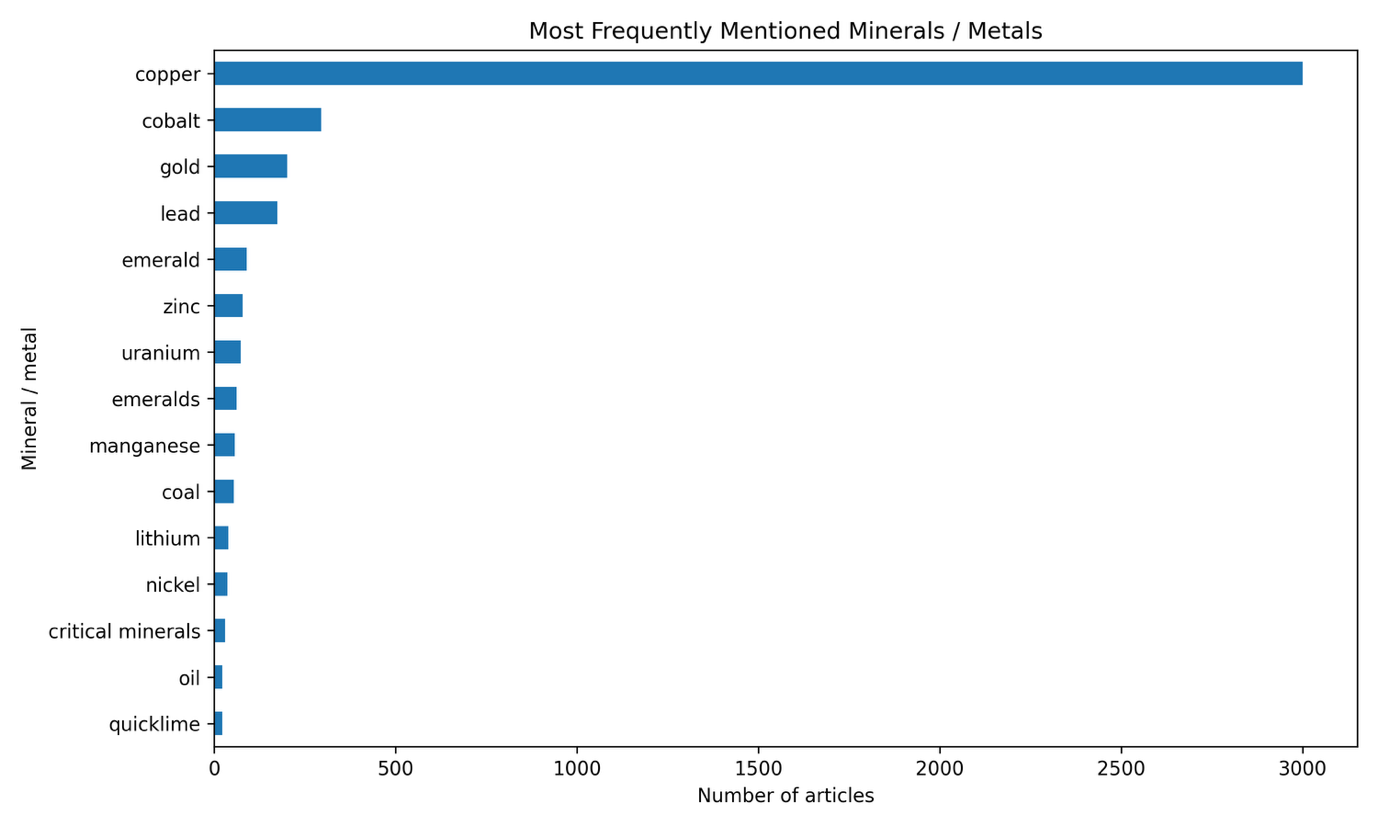 Most Frequently Mentioned Minerals / Metals
Mineral / metal
copper
cobalt
gold
lead
emerald
zinc
uranium
emeralds
manganese
coal
lithium
nickel
critical minerals
oil
quicklime
0 500 1000 1500 2000 2500 3000
Number of articles